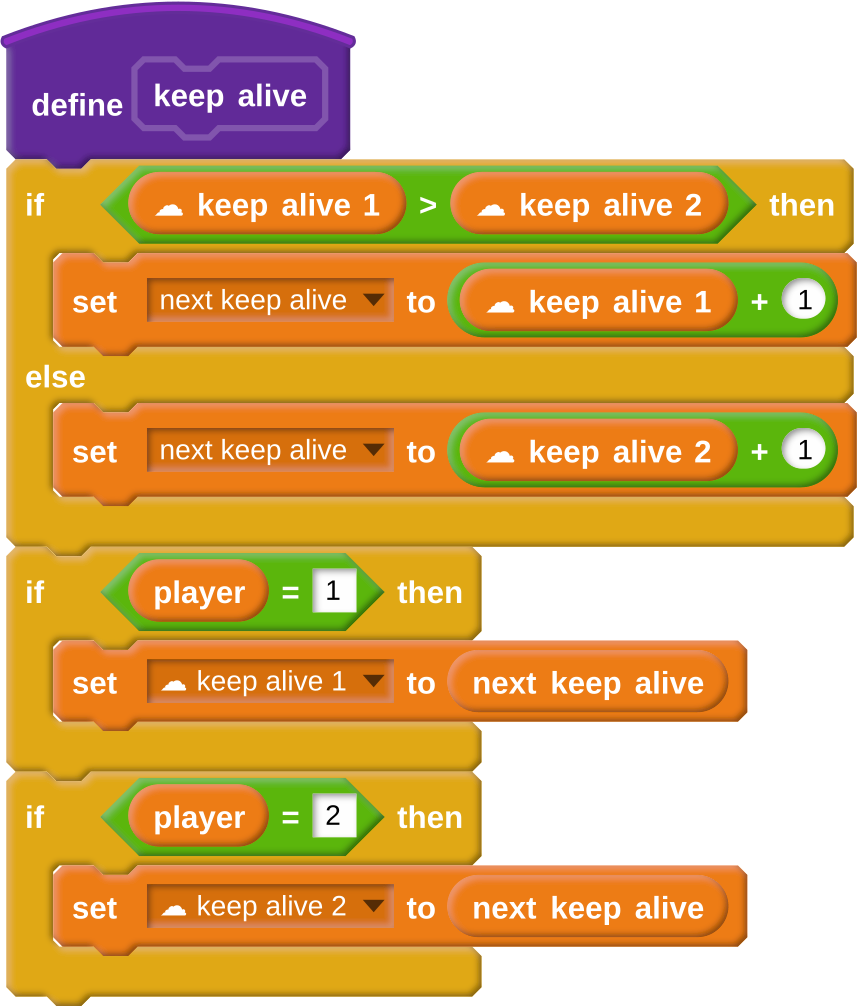 define keep alive
if ☁ keep alive 1 > ☁ keep alive 2 then
set next keep alive to ☁ keep alive 1 + 1
else
set next keep alive to ☁ keep alive 2 + 1
if player = 1 then
set ☁ keep alive 1 to next keep alive
if player = 2 then
set ☁ keep alive 2 to next keep alive